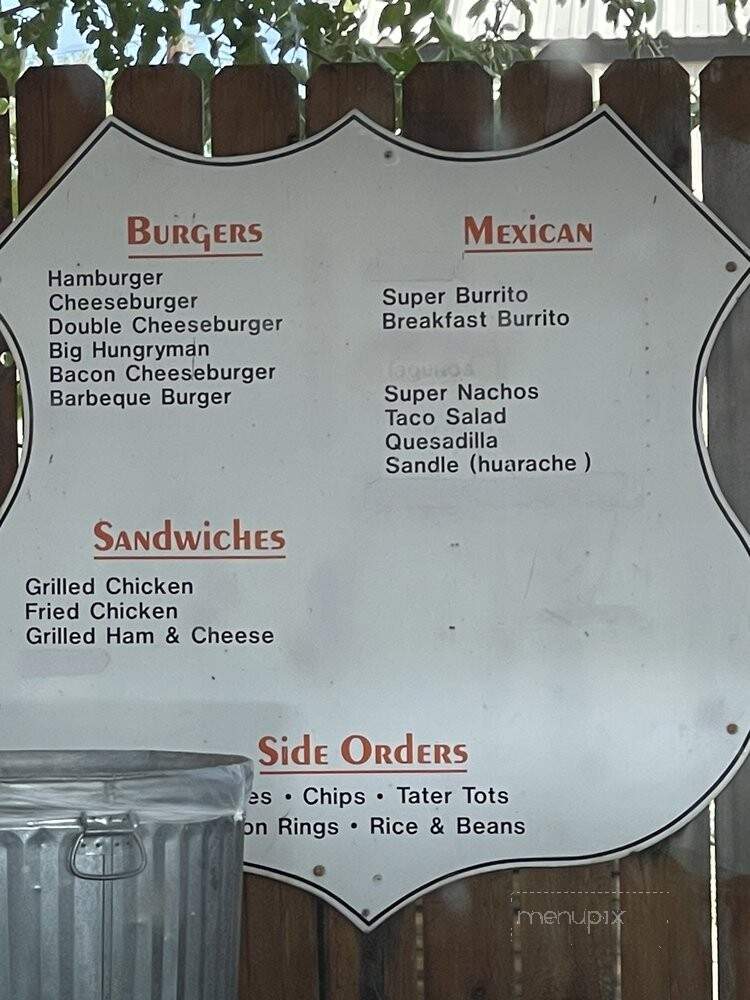 Burgers
Hamburger
Cheeseburger
Double Cheeseburger
Big Hungryman
Bacon Cheeseburger
Barbeque Burger
Mexican
Super Burrito
Breakfast Burrito
Super Nachos
Taco Salad
Quesadilla
Sandle (huarache )
Sandwiches
Grilled Chicken
Fried Chicken
Grilled Ham & Cheese
Side Orders
es • Chips • Tater Tots
on Rings • Rice & Beans
menupix